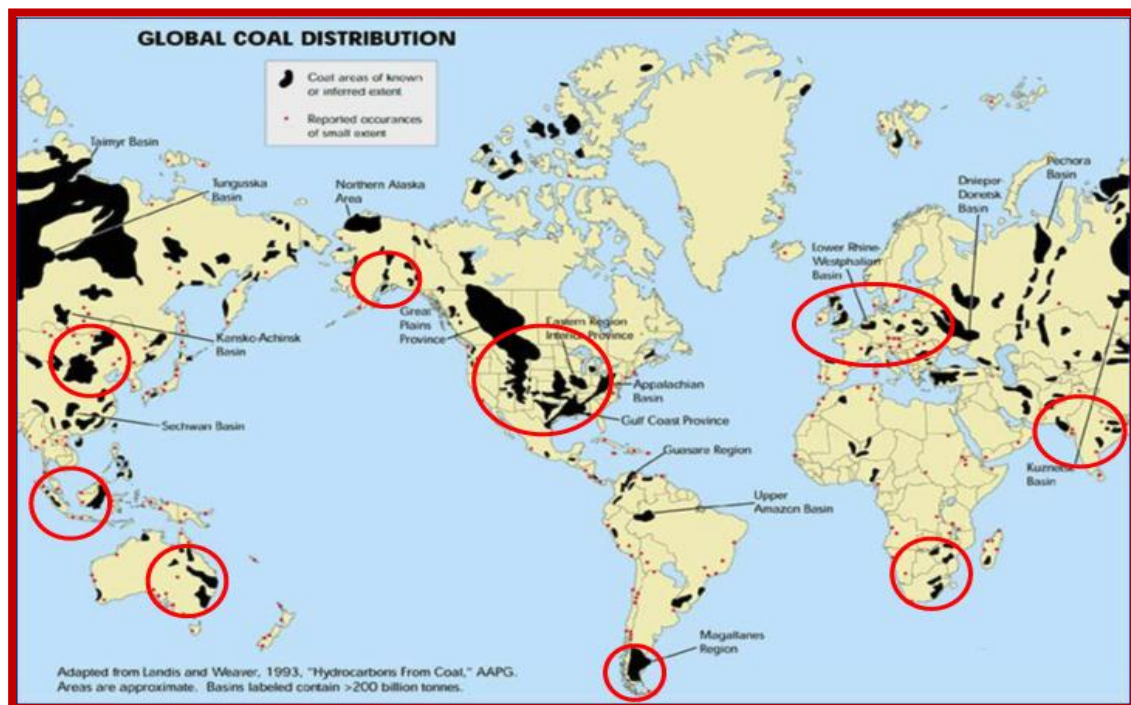 GLOBAL COAL DISTRIBUTION
Coal areas of known
or inferred extent
Reported occurances
of small extent
Taimyr Basin
Tungusska
Basin
Northern Alaska
Area
Pechora
Basin
Dnieper-
Donetsk
Basin
Lower Rhine-
Westphalian
Basin
Great
Plains
Province
Eastern Region
Interior Province
Kansko-Achinsk
Basin
Appalachian
Basin
Gulf Coast Province
Sechwan Basin
Guasare Region
Kuznetsk
Basin
Upper
Amazon Basin
Magallanes
Region
Adapted from Landis and Weaver, 1993, "Hydrocarbons From Coal," AAPG.
Areas are approximate. Basins labeled contain >200 billion tonnes.